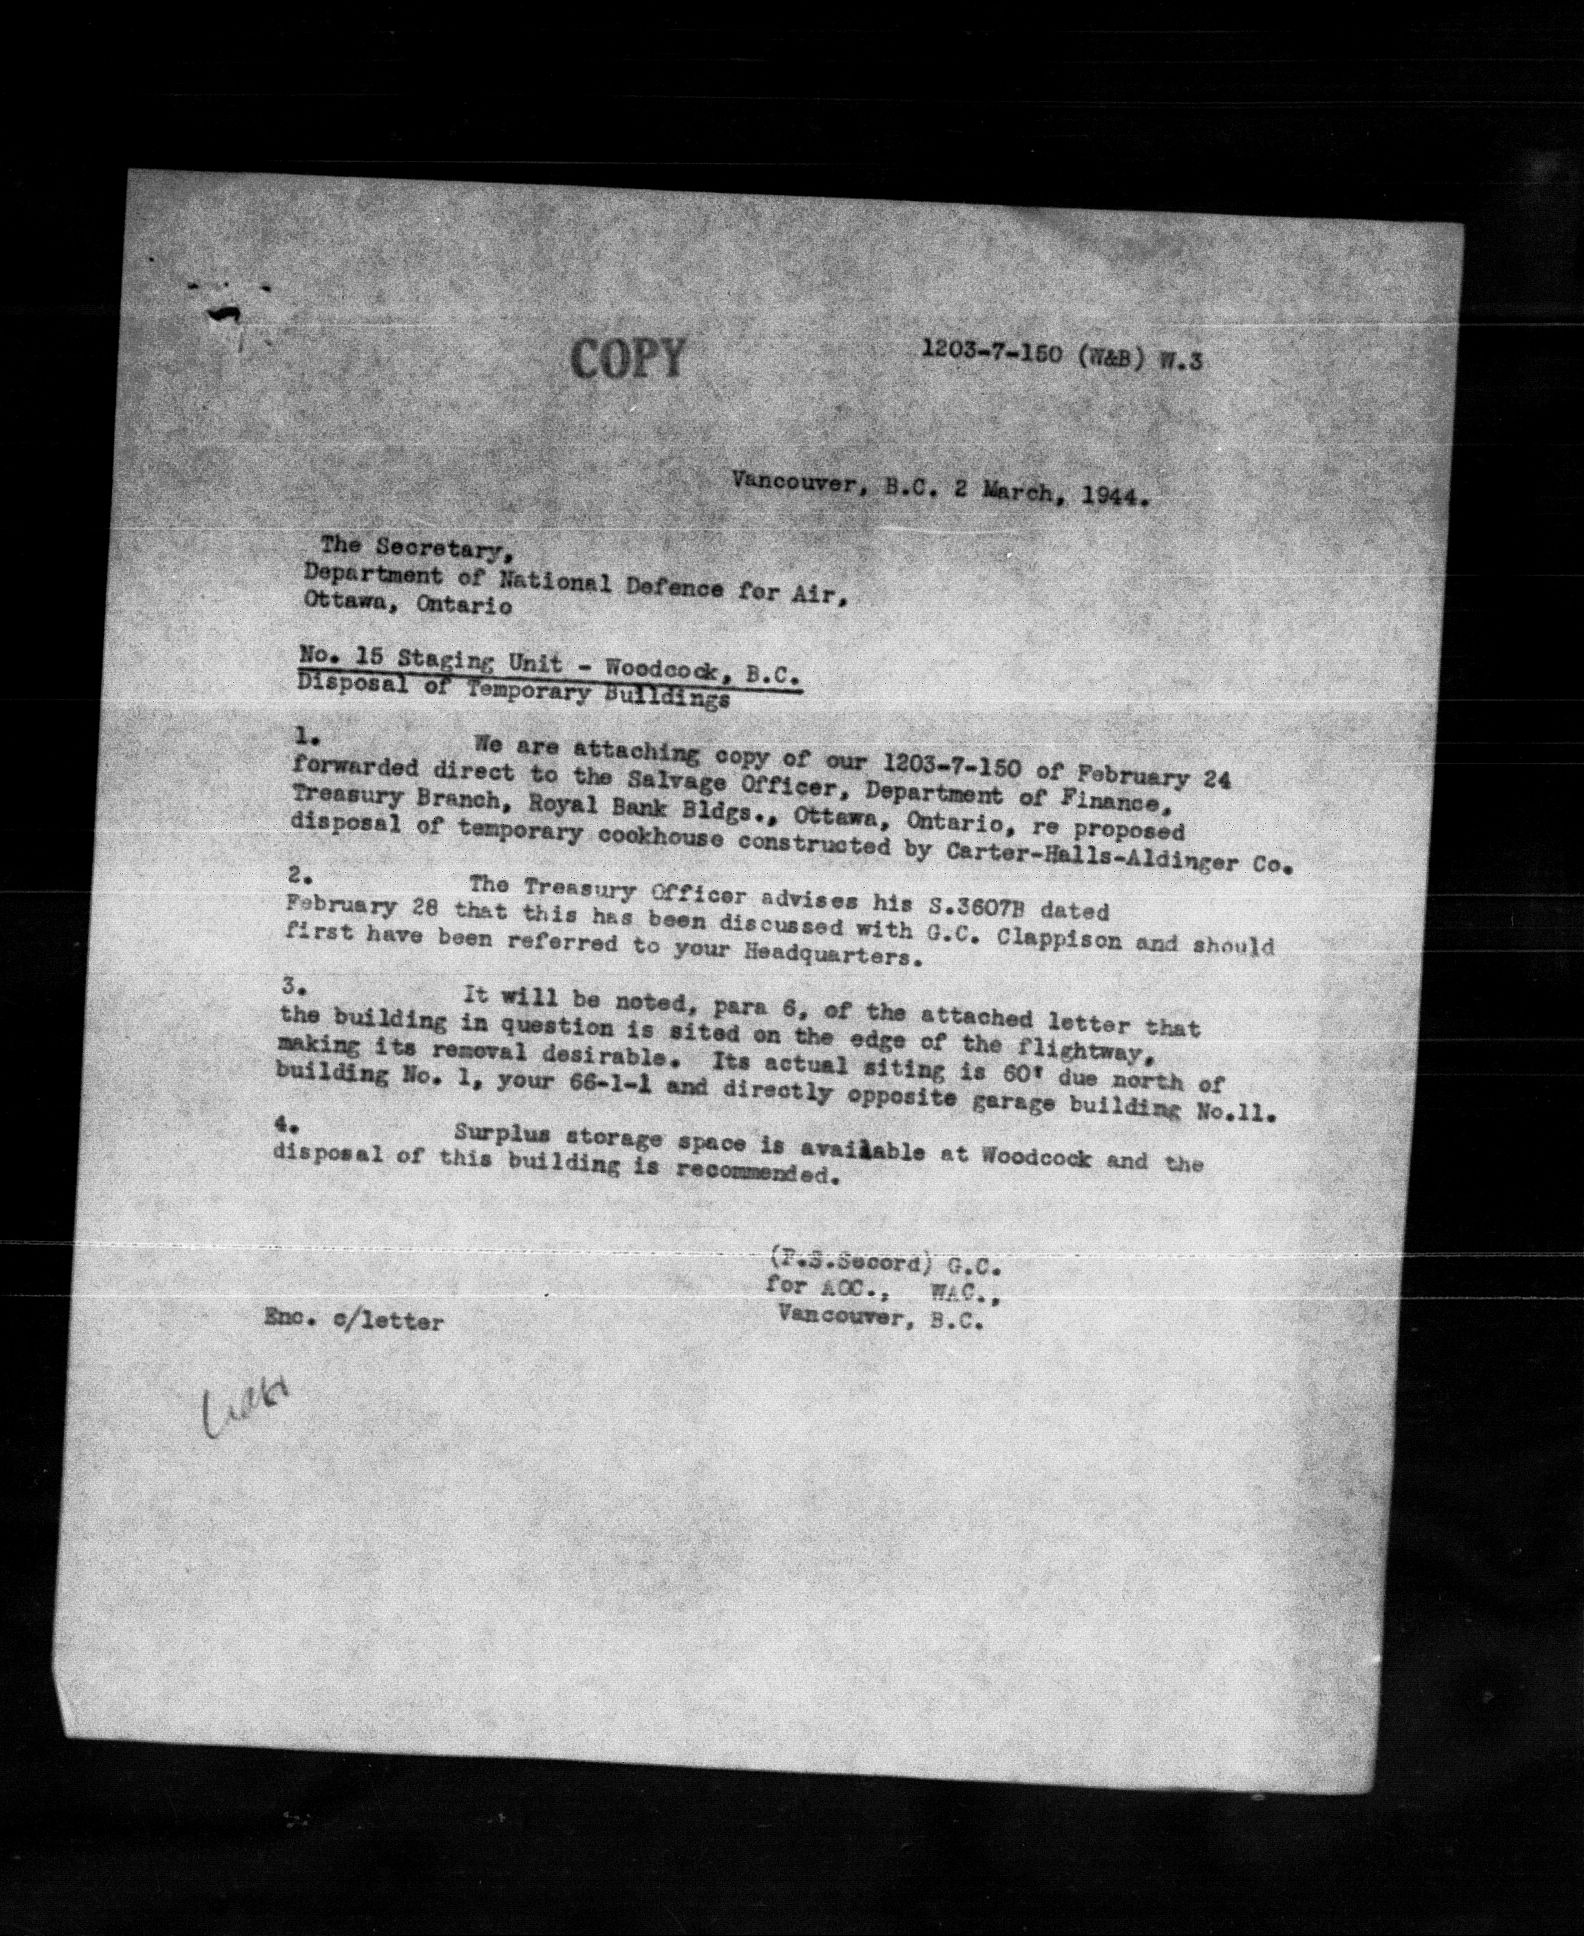 COPY
1203-7-150 (W&B) W.3
Vancouver, B.C. 2 March, 1944.
The Secretary,
Department of National Defence for Air,
Ottawa, Ontario
No. 15 Staging Unit - Woodcock, B.C.
Disposal of Temporary Buildings
1. We are attaching copy of our 1203-7-150 of February 24
forwarded direct to the Salvage Officer, Department of Finance,
Treasury Branch, Royal Bank Bldgs., Ottawa, Ontario, re proposed
disposal of temporary cookhouse constructed by Carter-Halls-Aldinger Co.
2. The Treasury Officer advises his S.3607B dated
February 28 that this has been discussed with G.C. Clappison and should
first have been referred to your Headquarters.
3. It will be noted, para 6, of the attached letter that
the building in question is sited on the edge of the flightway,
making its removal desirable. Its actual siting is 60' due north of
building No. 1, your 66-1-1 and directly opposite garage building No.11.
4. Surplus storage space is available at Woodcock and the
disposal of this building is recommended.
(F.S.Secord) G.C.
for AOC., WAC.,
Vancouver, B.C.
Enc. c/letter